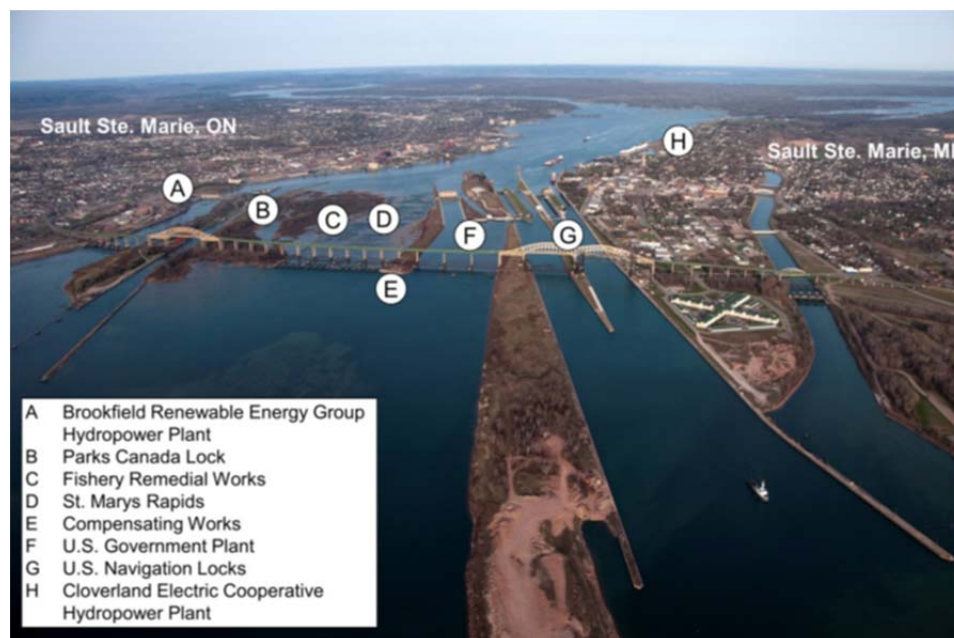 Sault Ste. Marie, ON
Sault Ste. Marie, MI
H
A
B
C
D
F
G
E
A Brookfield Renewable Energy Group
Hydropower Plant
B Parks Canada Lock
C Fishery Remedial Works
D St. Marys Rapids
E Compensating Works
F U.S. Government Plant
G U.S. Navigation Locks
H Cloverland Electric Cooperative
Hydropower Plant